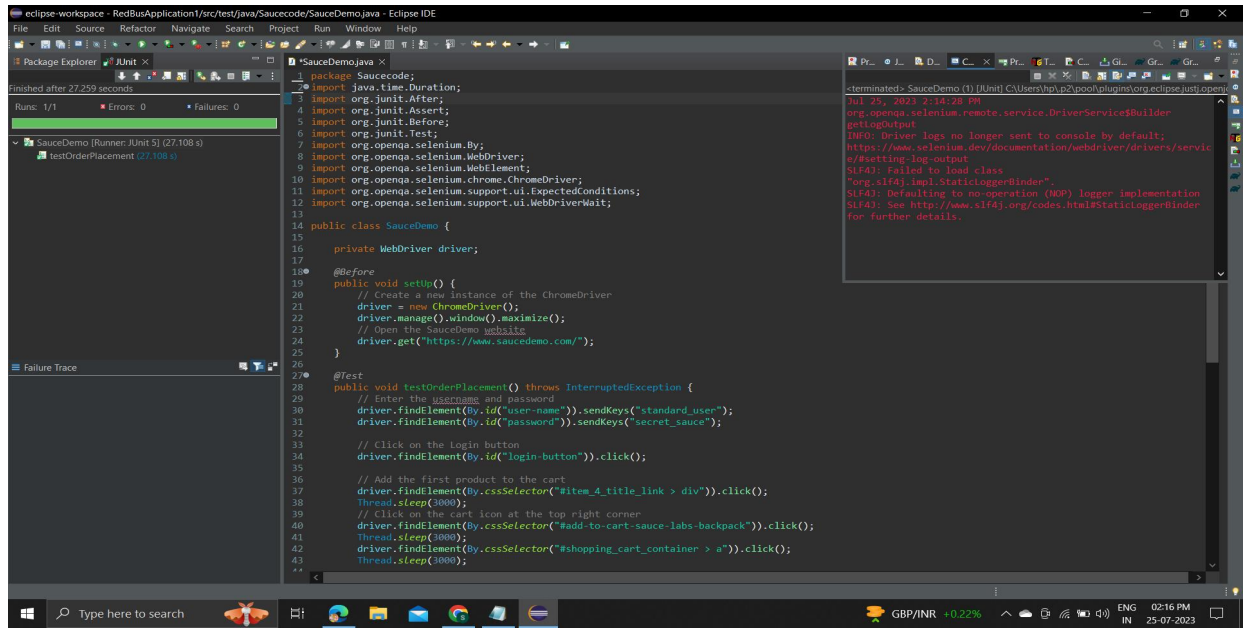 eclipse-workspace - RedBusApplication1/src/test/java/Saucecode/SauceDemo.java - Eclipse IDE
File Edit Source Refactor Navigate Search Project Run Window Help
Package Explorer JUnit
Finished after 27.259 seconds
Runs: 1/1 Errors: 0 Failures: 0
SauceDemo [Runner: JUnit 5] (27.108 s)
testOrderPlacement (27.108 s)
Failure Trace
*SauceDemo.java
1 package Saucecode;
2 import java.time.Duration;
3 import org.junit.After;
4 import org.junit.Assert;
5 import org.junit.Before;
6 import org.junit.Test;
7 import org.openqa.selenium.By;
8 import org.openqa.selenium.WebDriver;
9 import org.openqa.selenium.WebElement;
10 import org.openqa.selenium.chrome.ChromeDriver;
11 import org.openqa.selenium.support.ui.ExpectedConditions;
12 import org.openqa.selenium.support.ui.WebDriverWait;
13
14 public class SauceDemo {
15
16 private WebDriver driver;
17
18 @Before
19 public void setUp() {
20 // Create a new instance of the ChromeDriver
21 driver = new ChromeDriver();
22 driver.manage().window().maximize();
23 // Open the SauceDemo website
24 driver.get("https://www.saucedemo.com/");
25 }
26
27 @Test
28 public void testOrderPlacement() throws InterruptedException {
29 // Enter the username and password
30 driver.findElement(By.id("user-name")).sendKeys("standard_user");
31 driver.findElement(By.id("password")).sendKeys("secret_sauce");
32
33 // Click on the Login button
34 driver.findElement(By.id("login-button")).click();
35
36 // Add the first product to the cart
37 driver.findElement(By.cssSelector("#item_4_title_link > div")).click();
38 Thread.sleep(3000);
39 // Click on the cart icon at the top right corner
40 driver.findElement(By.cssSelector("#add-to-cart-sauce-labs-backpack")).click();
41 Thread.sleep(3000);
42 driver.findElement(By.cssSelector("#shopping_cart_container > a")).click();
43 Thread.sleep(3000);
Pr... J... D... C... Pr... T... C... Gi... Gr... Gr...
<terminated> SauceDemo (1) [JUnit] C:\Users\hp\.p2\pool\plugins\org.eclipse.justj.openj
Jul 25, 2023 2:14:28 PM
org.openqa.selenium.remote.service.DriverService$Builder
getLogOutput
INFO: Driver logs no longer sent to console by default;
https://www.selenium.dev/documentation/webdriver/drivers/servic
e/#setting-log-output
SLF4J: Failed to load class
"org.slf4j.impl.StaticLoggerBinder".
SLF4J: Defaulting to no-operation (NOP) logger implementation
SLF4J: See http://www.slf4j.org/codes.html#StaticLoggerBinder
for further details.
Type here to search
GBP/INR +0.22%
ENG 02:16 PM
IN 25-07-2023